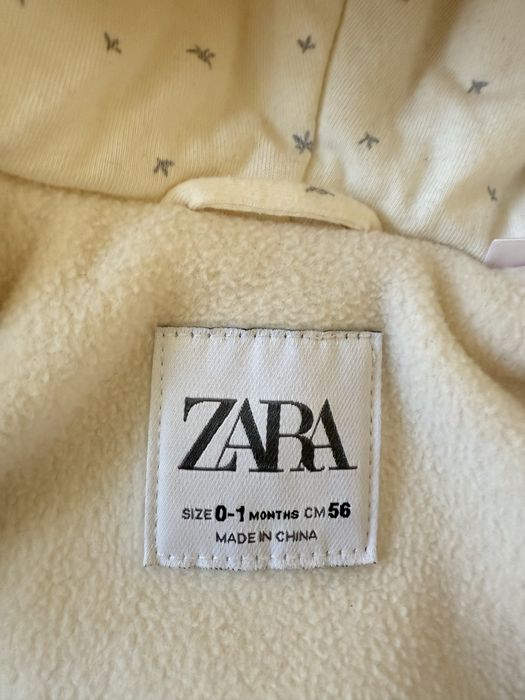 ZARA
SIZE 0-1 MONTHS CM 56
MADE IN CHINA